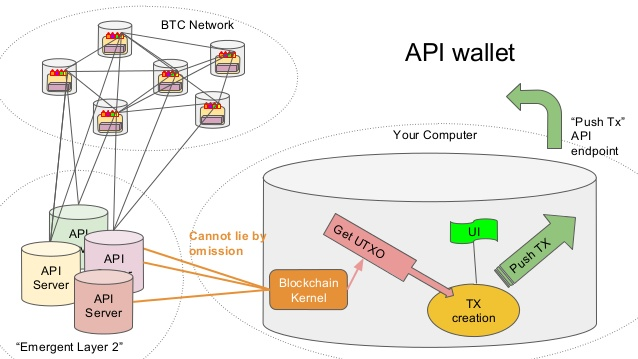 BTC Network
API wallet
"Push Tx"
API
endpoint
Your Computer
API
API
API
Server
API
Server
"Emergent Layer 2"
Cannot lie by
omission
Blockchain
Kernel
Get UTXO
UI
Push TX
TX
creation